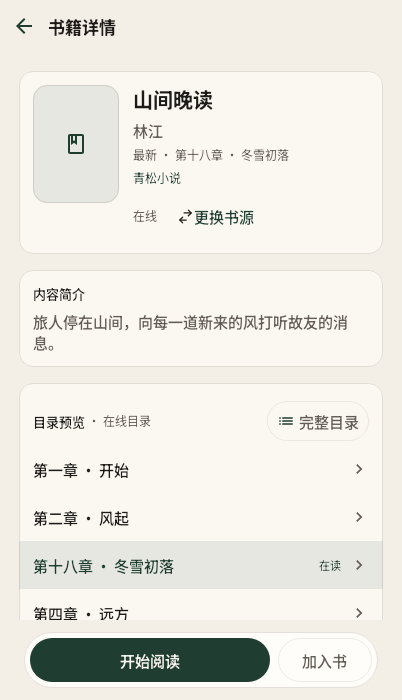 书籍详情
山间晚读
林江
最新 · 第十八章 · 冬雪初落
青松小说
在线
更换书源
内容简介
旅人停在山间，向每一道新来的风打听故友的消
息。
目录预览 · 在线目录
完整目录
第一章 · 开始
第二章 · 风起
第十八章 · 冬雪初落
在读
第四章 · 远方
开始阅读
加入书